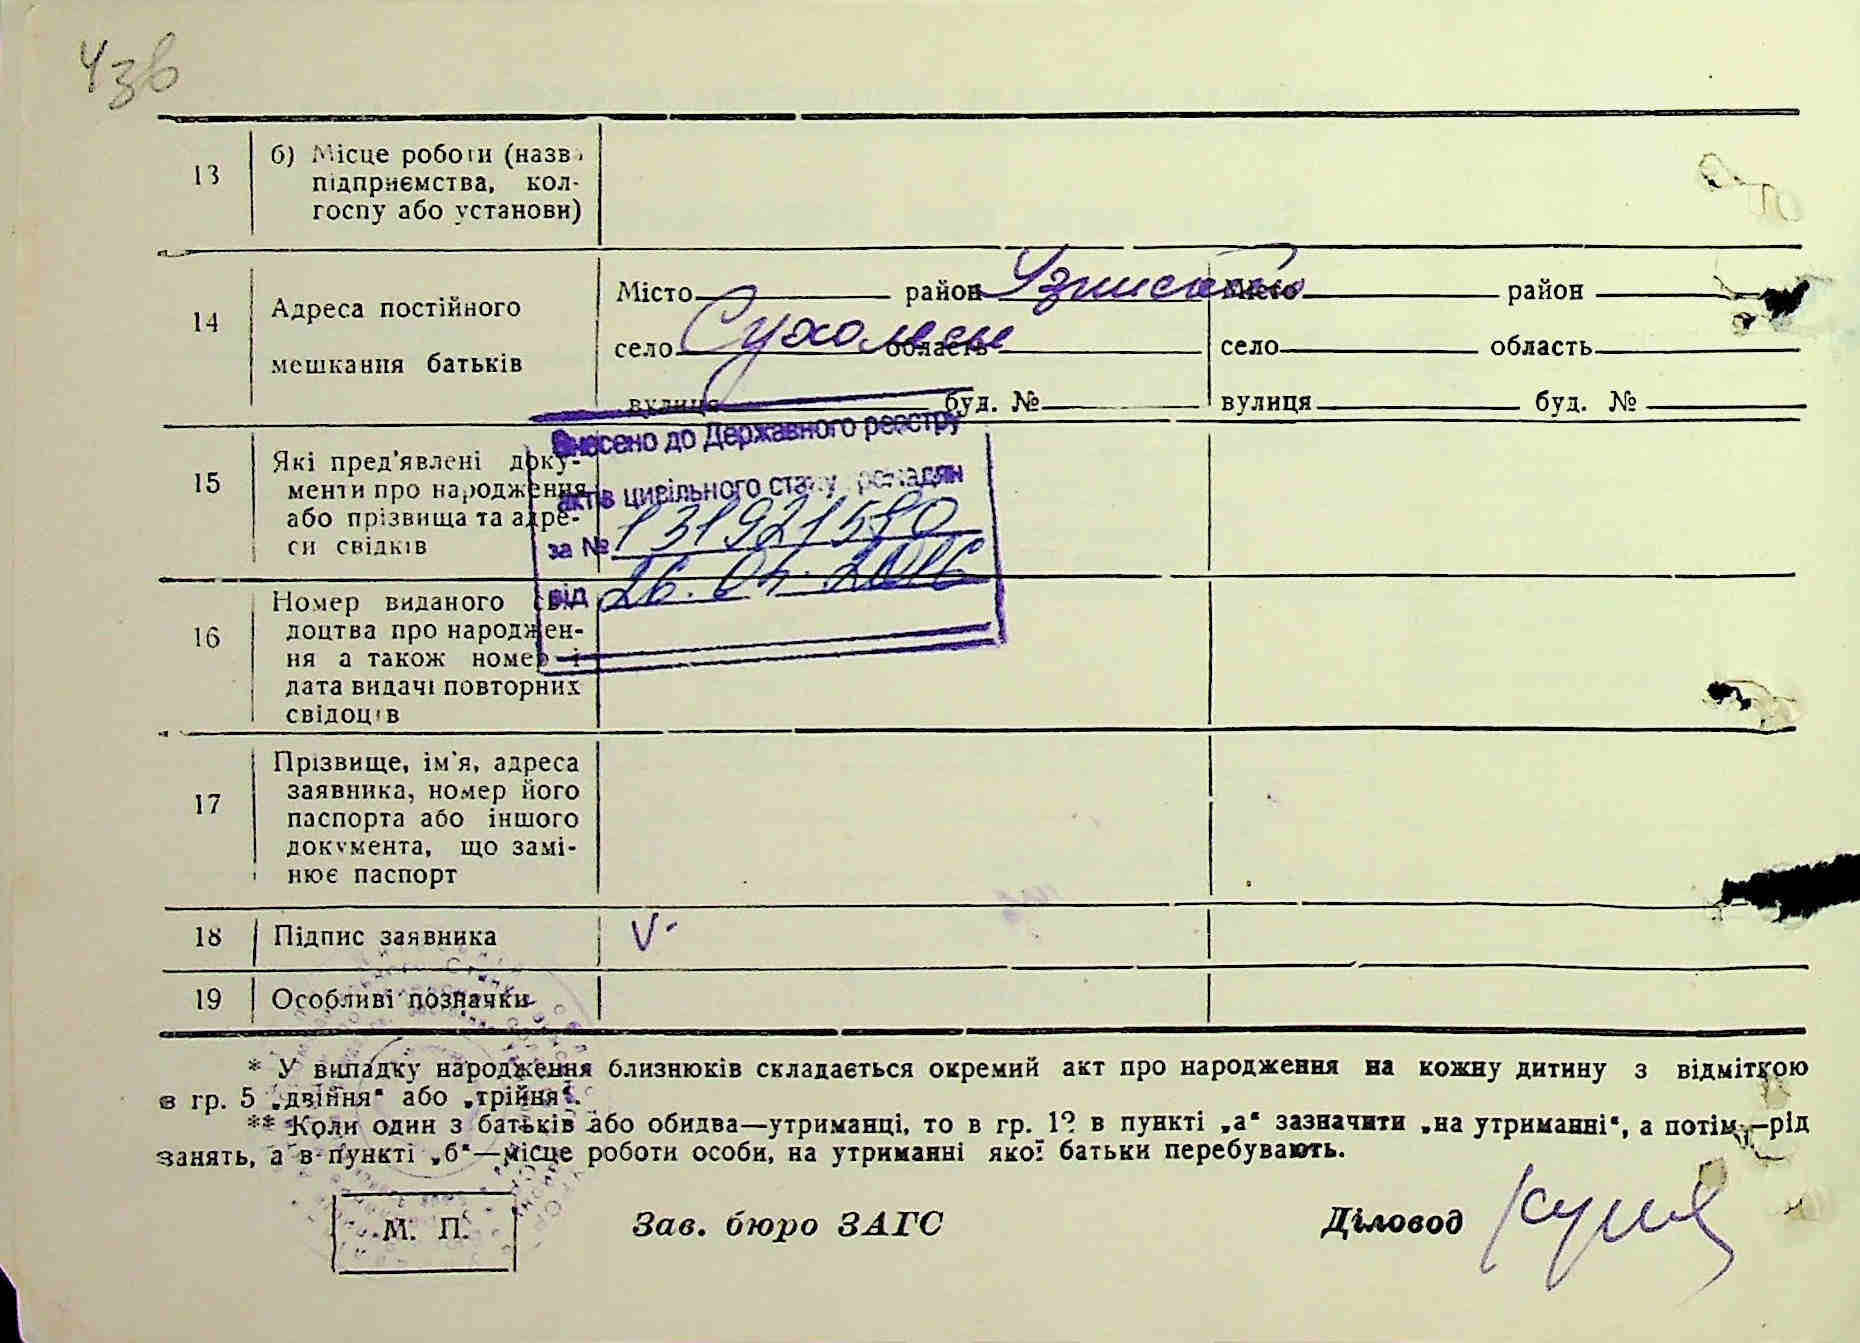 436
13 б) Місце роботи (назва
підприємства, кол-
госпу або установи)
14 Адреса постійного
мешкання батьків
Місто район Місто район
село Сухолєси область село область
вулиця буд. № вулиця буд. №
15 Які пред'явлені доку-
менти про народження
або прізвища та адре-
си свідків
Внесено до Державного реєстру
актів цивільного стану громадян
за № 131921590
від 26.04.2016
16 Номер виданого сві-
доцтва про народжен-
ня а також номер і
дата видачі повторних
свідоцтв
17 Прізвище, ім'я, адреса
заявника, номер його
паспорта або іншого
документа, що замі-
нює паспорт
18 Підпис заявника V
19 Особливі позначки
* У випадку народження близнюків складається окремий акт про народження на кожну дитину з відміткою
в гр. 5 „двійня“ або „трійня“.
** Коли один з батьків або обидва—утриманці, то в гр. 12 в пункті „а“ зазначити „на утриманні“, а потім—рід
занять, а в пункті „б“—місце роботи особи, на утриманні якої батьки перебувають.
М. П. Зав. бюро ЗАГС Діловод